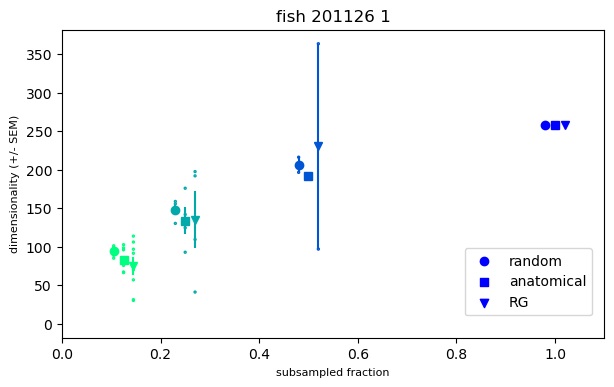 fish 201126 1
dimensionality (+/- SEM)
350
300
250
200
150
100
50
0
0.0 0.2 0.4 0.6 0.8 1.0
subsampled fraction
random
anatomical
RG